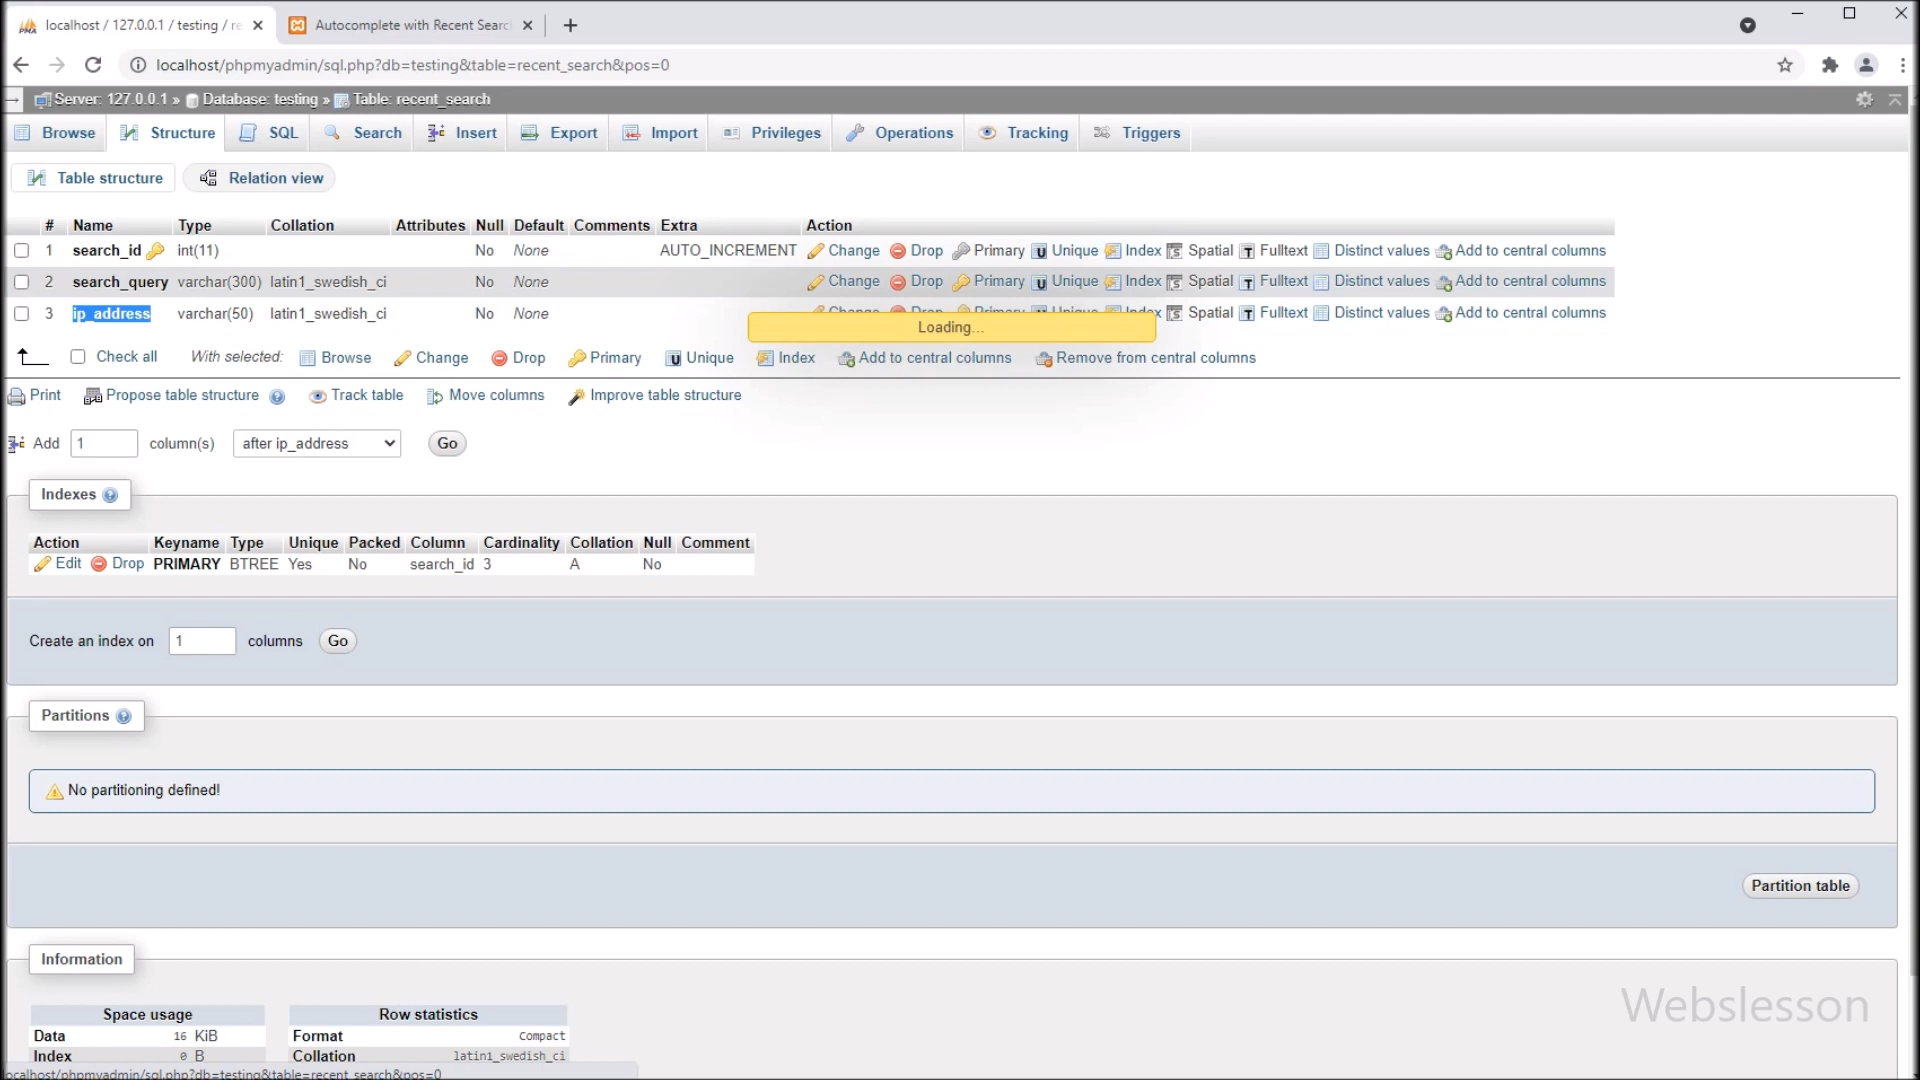 localhost / 127.0.0.1 / testing / re
Autocomplete with Recent Searc
localhost/phpmyadmin/sql.php?db=testing&table=recent_search&pos=0
Server: 127.0.0.1 » Database: testing » Table: recent_search
Browse Structure SQL Search Insert Export Import Privileges Operations Tracking Triggers
Table structure Relation view
# Name Type Collation Attributes Null Default Comments Extra Action
1 search_id int(11) No None AUTO_INCREMENT Change Drop Primary Unique Index Spatial Fulltext Distinct values Add to central columns
2 search_query varchar(300) latin1_swedish_ci No None Change Drop Primary Unique Index Spatial Fulltext Distinct values Add to central columns
3 ip_address varchar(50) latin1_swedish_ci No None Change Drop Primary Unique Index Spatial Fulltext Distinct values Add to central columns
Loading...
Check all With selected: Browse Change Drop Primary Unique Index Add to central columns Remove from central columns
Print Propose table structure Track table Move columns Improve table structure
Add 1 column(s) after ip_address Go
Indexes
Action Keyname Type Unique Packed Column Cardinality Collation Null Comment
Edit Drop PRIMARY BTREE Yes No search_id 3 A No
Create an index on 1 columns Go
Partitions
No partitioning defined!
Partition table
Information
Space usage Row statistics
Data 16 KiB Format Compact
Index 0 B Collation latin1_swedish_ci
localhost/phpmyadmin/sql.php?db=testing&table=recent_search&pos=0
Webslesson